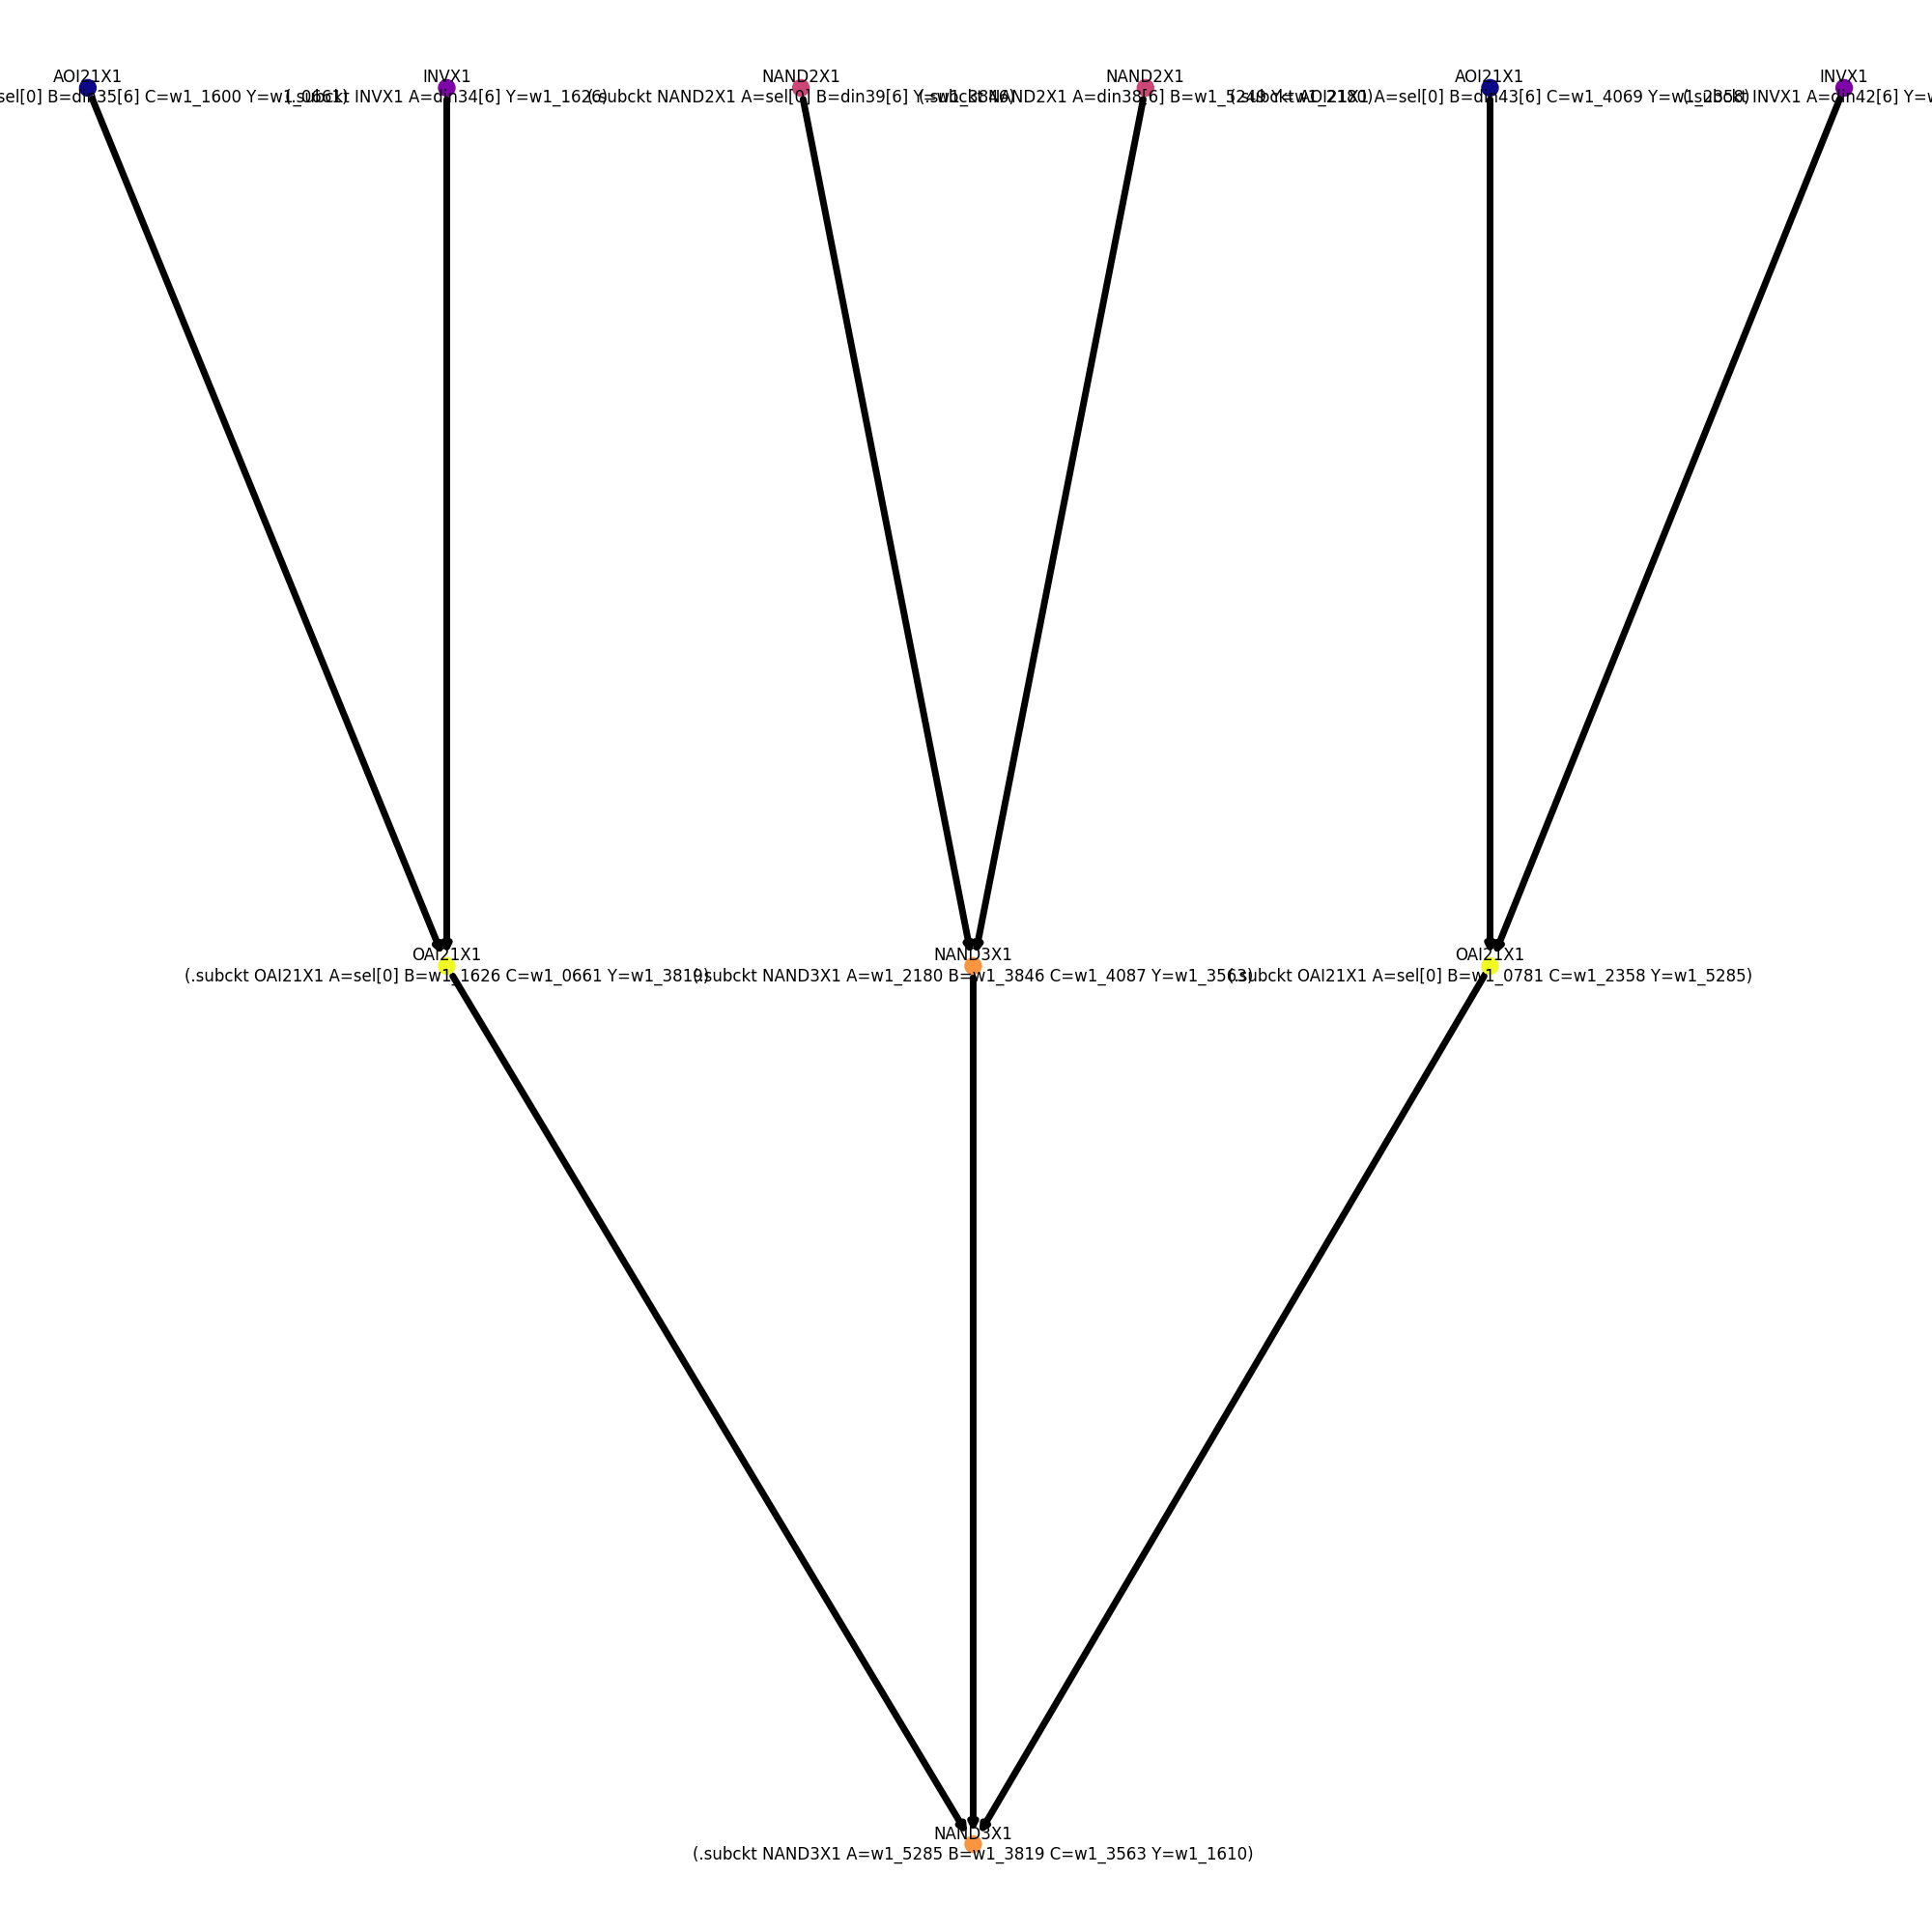 AOI21X1 INVX1 NAND2X1 NAND2X1 AOI21X1 INVX1
sel[0] B=din35[6] C=w1_1600 Y=w1_0661) (.subckt INVX1 A=din34[6] Y=w1_1626) (.subckt NAND2X1 A=sel[0] B=din39[6] Y=w1_3846) (.subckt NAND2X1 A=din38[6] B=w1_5249 Y=w1_2180) (.subckt AOI21X1 A=sel[0] B=din43[6] C=w1_4069 Y=w1_2358) (.subckt INVX1 A=din42[6]
OAI21X1 NAND3X1 OAI21X1
(.subckt OAI21X1 A=sel[0] B=w1_1626 C=w1_0661 Y=w1_3819) (.subckt NAND3X1 A=w1_2180 B=w1_3846 C=w1_4087 Y=w1_3563) (.subckt OAI21X1 A=sel[0] B=w1_0781 C=w1_2358 Y=w1_5285)
NAND3X1
(.subckt NAND3X1 A=w1_5285 B=w1_3819 C=w1_3563 Y=w1_1610)